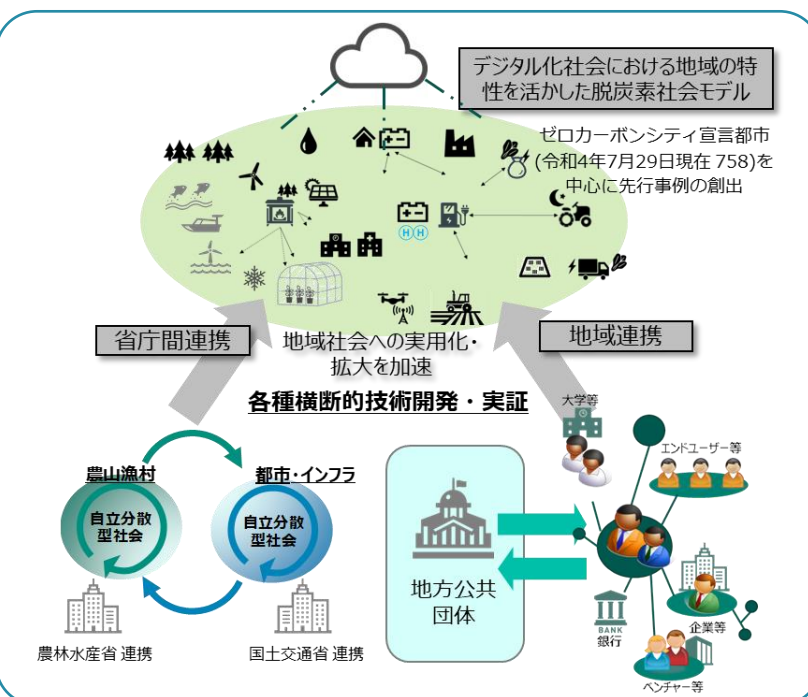 デジタル化社会における地域の特
性を活かした脱炭素社会モデル
ゼロカーボンシティ宣言都市
(令和4年7月29日現在 758)を
中心に先行事例の創出
H H
省庁間連携
地域社会への実用化・
拡大を加速
地域連携
各種横断的技術開発・実証
大学等
エンドユーザー等
農山漁村
都市・インフラ
自立分散
型社会
自立分散
型社会
地方公共
団体
BANK
銀行
企業等
農林水産省 連携
国土交通省 連携
ベンチャー等